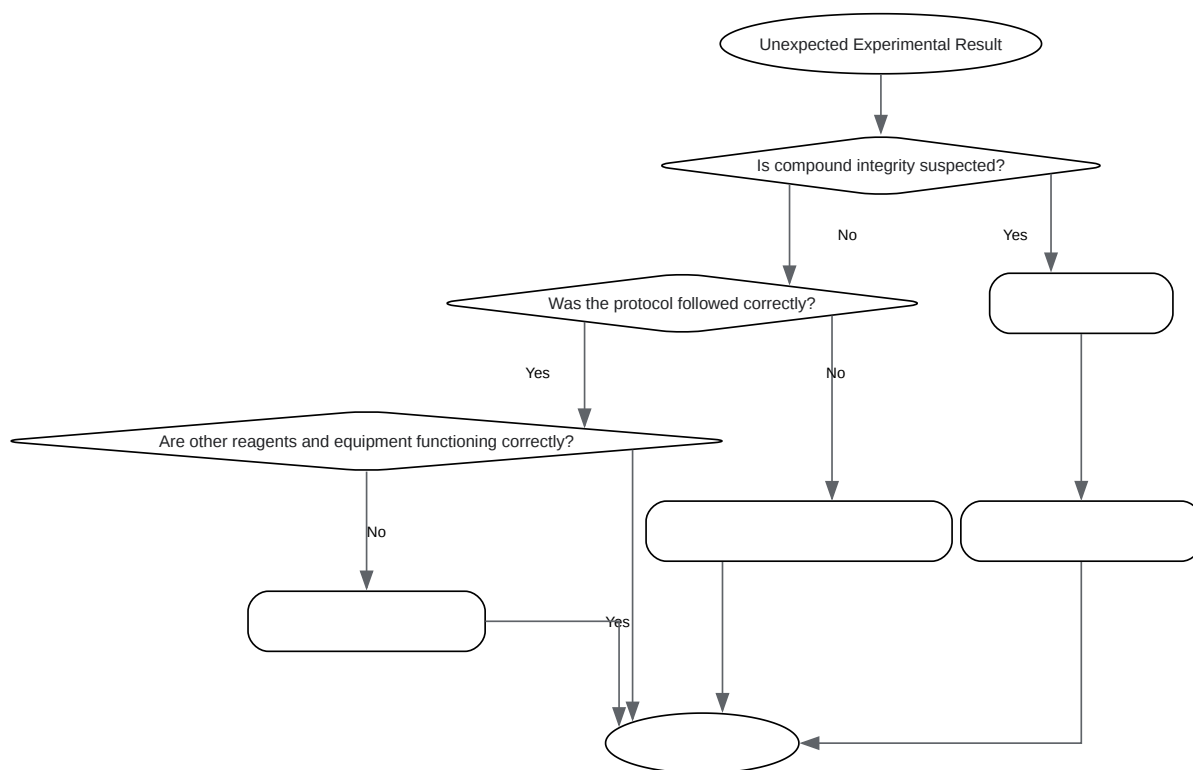 Unexpected Experimental Result
Is compound integrity suspected?
No
Yes
Was the protocol followed correctly?
Yes
No
Are other reagents and equipment functioning correctly?
No
Yes